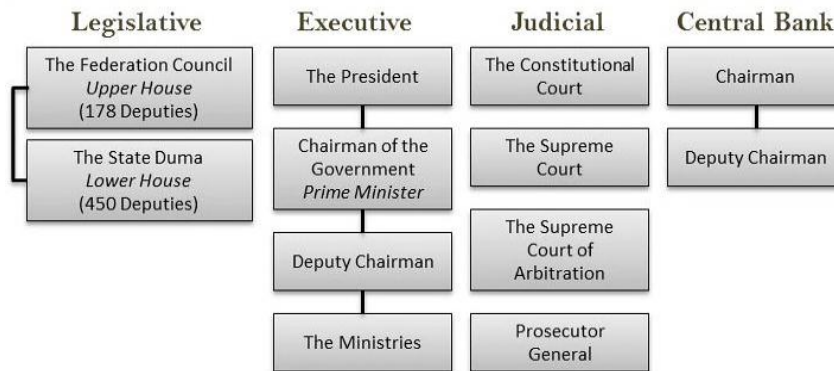 Legislative
The Federation Council
Upper House
(178 Deputies)
The State Duma
Lower House
(450 Deputies)
Executive
The President
Chairman of the
Government
Prime Minister
Deputy Chairman
The Ministries
Judicial
The Constitutional
Court
The Supreme
Court
The Supreme
Court of
Arbitration
Prosecutor
General
Central Bank
Chairman
Deputy Chairman